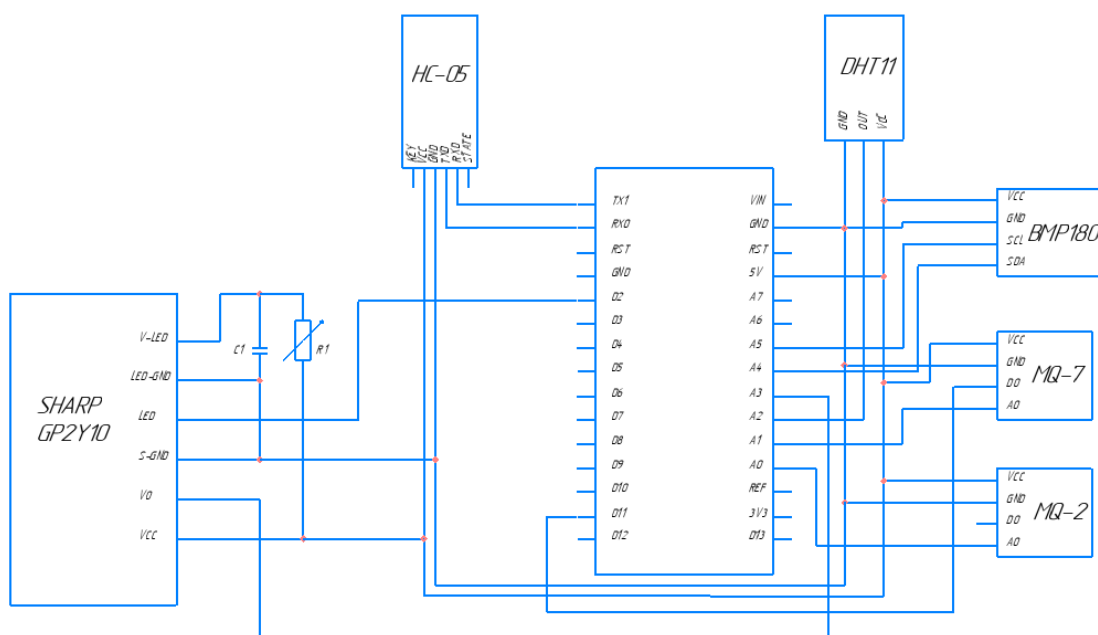 HC-05
KEY
VCC
GND
TXD
RXD
STATE
DHT11
GND
OUT
VCC
SHARP
GP2Y10
V-LED
LED-GND
LED
S-GND
VO
VCC
C1
R1
TX1
RX0
RST
GND
D2
D3
D4
D5
D6
D7
D8
D9
D10
D11
D12
VIN
GND
RST
5V
A7
A6
A5
A4
A3
A2
A1
A0
REF
3V3
D13
VCC
GND
SCL
SDA
BMP180
VCC
GND
DO
AO
MQ-7
VCC
GND
DO
AO
MQ-2